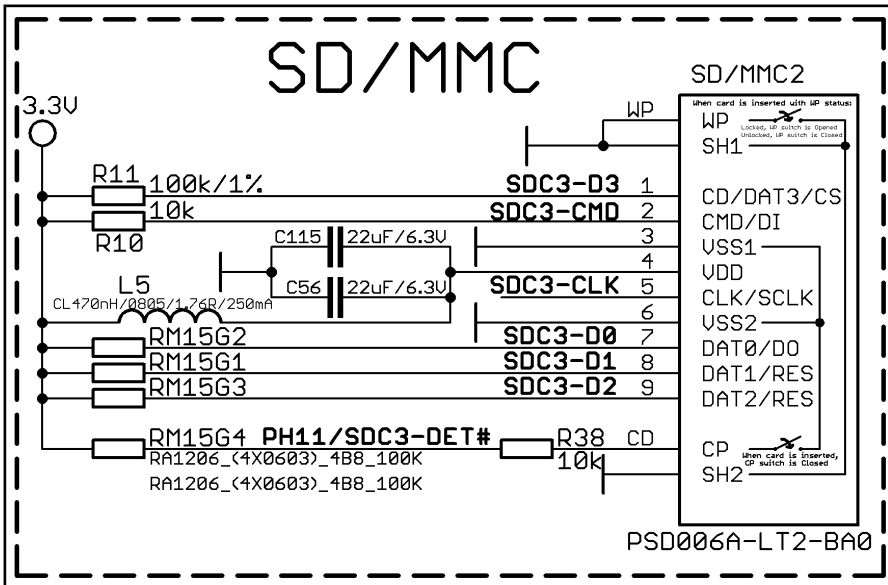 SD/MMC
SD/MMC2
3.3V
When card is inserted with WP status:
WP
WP
Locked, WP switch is Opened
Unlocked, WP switch is Closed
SH1
R11
100k/1%
SDC3-D3
1
CD/DAT3/CS
10k
R10
SDC3-CMD
2
CMD/DI
C115
22uF/6.3V
3
VSS1
4
VDD
L5
CL470nH/0805/1,76R/250mA
C56
22uF/6.3V
SDC3-CLK
5
CLK/SCLK
6
VSS2
RM15G2
SDC3-D0
7
DAT0/DO
RM15G1
SDC3-D1
8
DAT1/RES
RM15G3
SDC3-D2
9
DAT2/RES
RM15G4
PH11/SDC3-DET#
R38
10k
CD
CP
When card is inserted,
CP switch is Closed
RA1206_(4X0603)_4B8_100K
RA1206_(4X0603)_4B8_100K
SH2
PSD006A-LT2-BA0